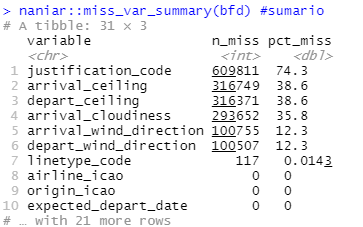 > naniar::miss_var_summary(bfd) #sumario
# A tibble: 31 × 3
variable n_miss pct_miss
<chr> <int> <dbl>
1 justification_code 609811 74.3
2 arrival_ceiling 316749 38.6
3 depart_ceiling 316371 38.6
4 arrival_cloudiness 293652 35.8
5 arrival_wind_direction 100755 12.3
6 depart_wind_direction 100507 12.3
7 linetype_code 117 0.0143
8 airline_icao 0 0
9 origin_icao 0 0
10 expected_depart_date 0 0
# … with 21 more rows